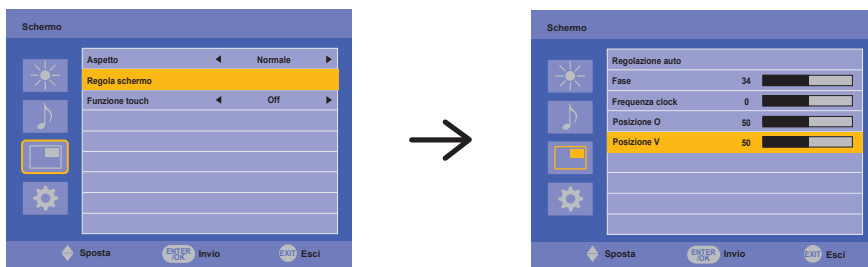 Schermo
Aspetto Normale
Regola schermo
Funzione touch Off
Sposta ENTER /OK Invio EXIT Esci
Schermo
Regolazione auto
Fase 34
Frequenza clock 0
Posizione O 50
Posizione V 50
Sposta ENTER /OK Invio EXIT Esci